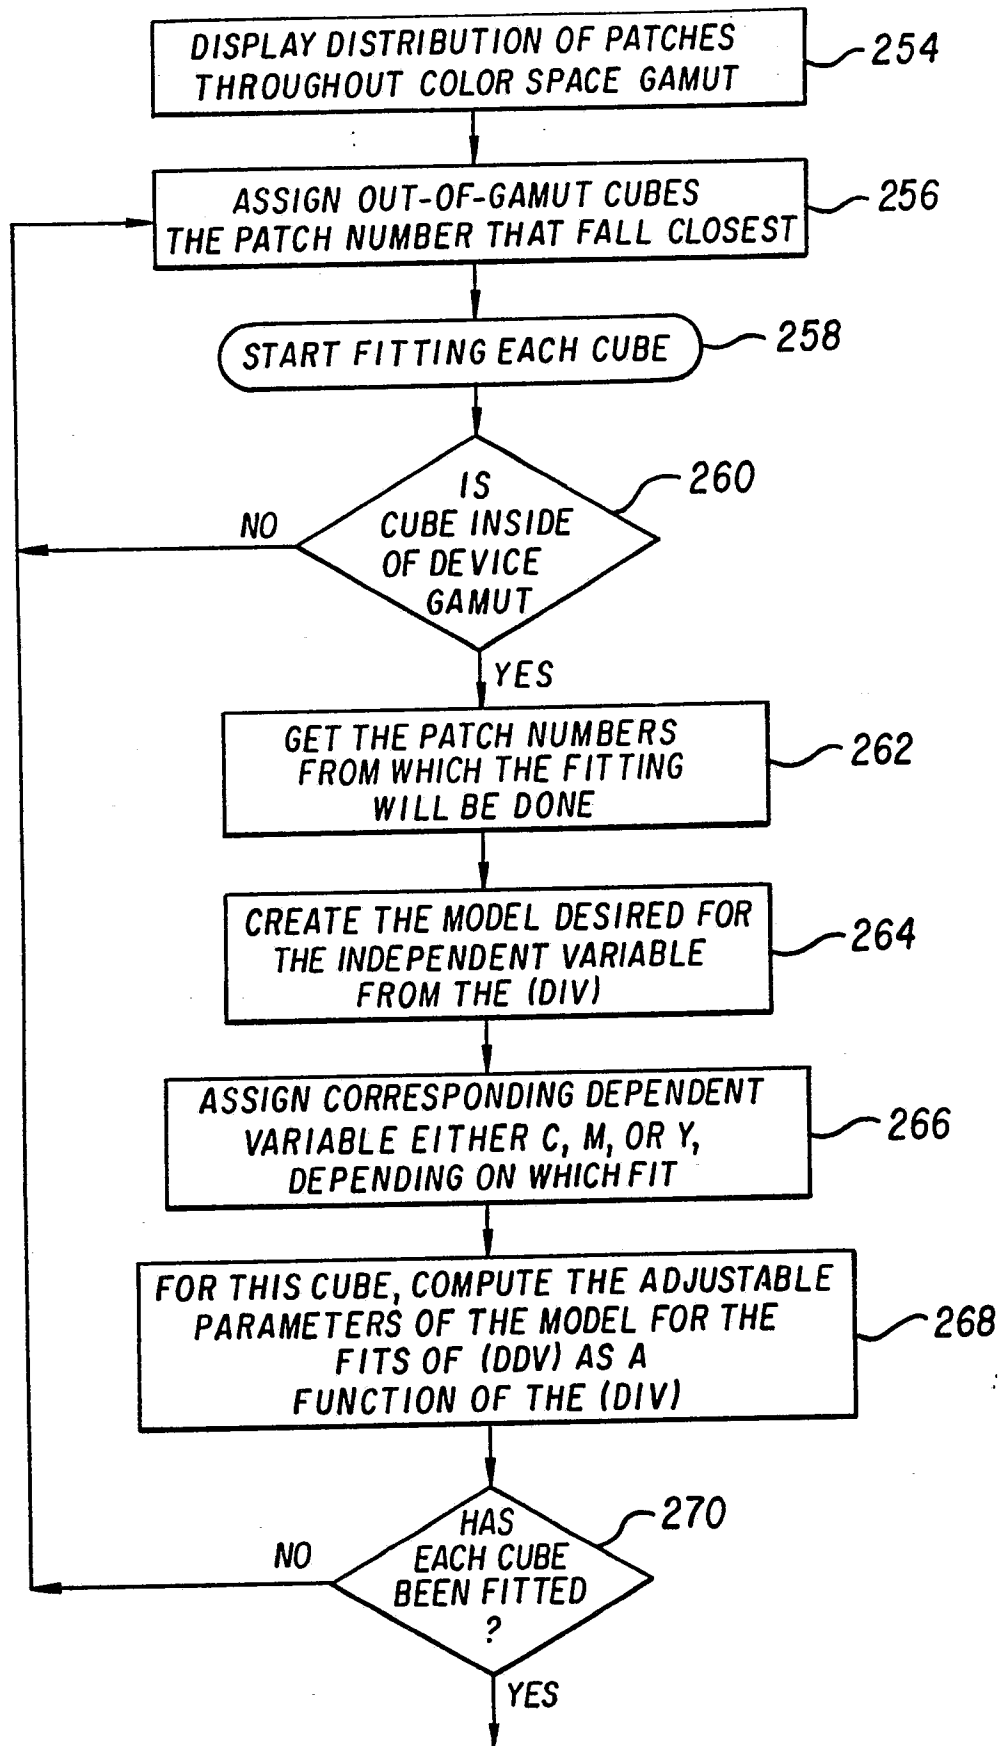 DISPLAY DISTRIBUTION OF PATCHES
THROUGHOUT COLOR SPACE GAMUT
254
ASSIGN OUT-OF-GAMUT CUBES
THE PATCH NUMBER THAT FALL CLOSEST
256
START FITTING EACH CUBE
258
IS
CUBE INSIDE
OF DEVICE
GAMUT
260
NO
YES
GET THE PATCH NUMBERS
FROM WHICH THE FITTING
WILL BE DONE
262
CREATE THE MODEL DESIRED FOR
THE INDEPENDENT VARIABLE
FROM THE (DIV)
264
ASSIGN CORRESPONDING DEPENDENT
VARIABLE EITHER C, M, OR Y,
DEPENDING ON WHICH FIT
266
FOR THIS CUBE, COMPUTE THE ADJUSTABLE
PARAMETERS OF THE MODEL FOR THE
FITS OF (DDV) AS A
FUNCTION OF THE (DIV)
268
HAS
EACH CUBE
BEEN FITTED
?
270
NO
YES